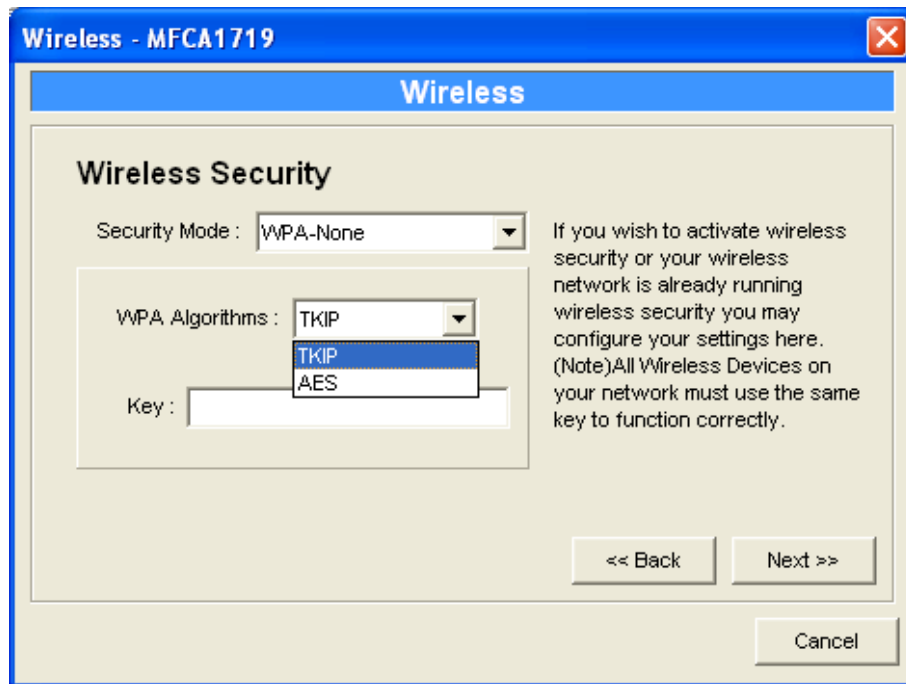 Wireless - MFCA1719
Wireless
Wireless Security
Security Mode : WPA-None
WPA Algorithms : TKIP
TKIP
AES
Key :
If you wish to activate wireless
security or your wireless
network is already running
wireless security you may
configure your settings here.
(Note)All Wireless Devices on
your network must use the same
key to function correctly.
<< Back
Next >>
Cancel